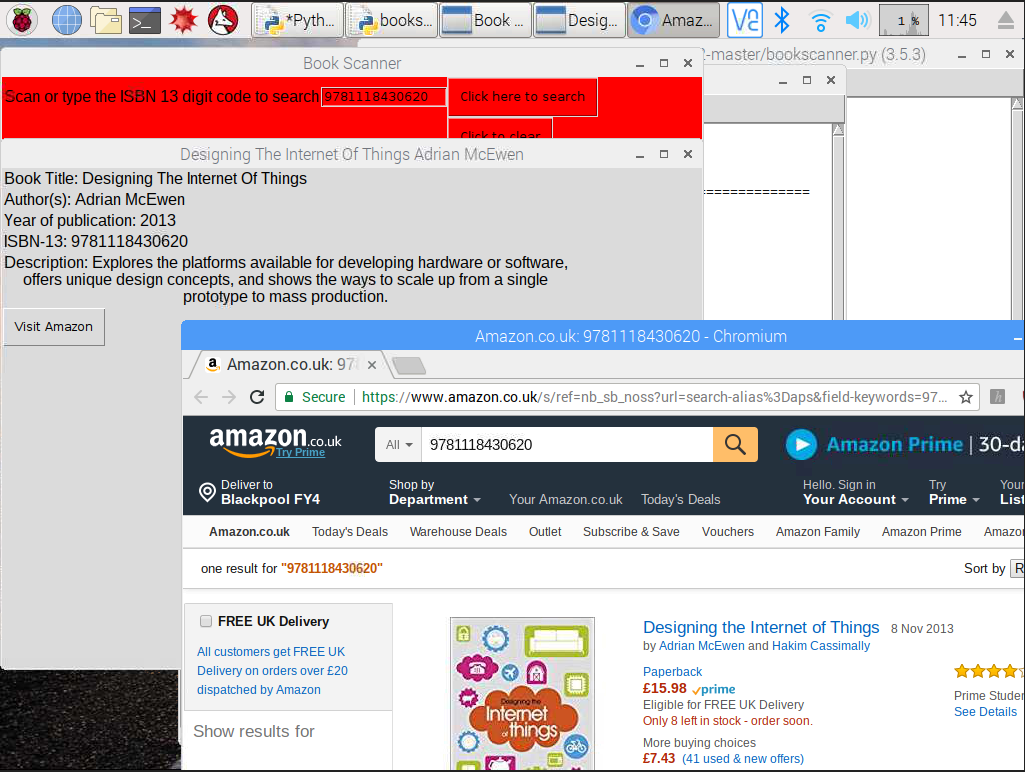 *Pyth...
books...
Book ...
Desig...
Amaz...
V2
1 %
11:45
2-master/bookscanner.py (3.5.3)
Book Scanner
Scan or type the ISBN 13 digit code to search
9781118430620
Click here to search
Click to clear
==============
Designing The Internet Of Things Adrian McEwen
Book Title: Designing The Internet Of Things
Author(s): Adrian McEwen
Year of publication: 2013
ISBN-13: 9781118430620
Description: Explores the platforms available for developing hardware or software,
offers unique design concepts, and shows the ways to scale up from a single
prototype to mass production.
Visit Amazon
Amazon.co.uk: 9781118430620 - Chromium
Amazon.co.uk: 97
Secure
https://www.amazon.co.uk/s/ref=nb_sb_noss?url=search-alias%3Daps&field-keywords=97...
amazon.co.uk
Try Prime
All
9781118430620
Amazon Prime | 30-da
Deliver to
Blackpool FY4
Shop by
Department
Your Amazon.co.uk
Today's Deals
Hello. Sign in
Your Account
Try
Prime
Your
List
Amazon.co.uk Today's Deals Warehouse Deals Outlet Subscribe & Save Vouchers Amazon Family Amazon Prime Amazo
one result for "9781118430620"
Sort by R
FREE UK Delivery
All customers get FREE UK
Delivery on orders over £20
dispatched by Amazon
Show results for
Designing the
Internet
of things
Designing the Internet of Things 8 Nov 2013
by Adrian McEwen and Hakim Cassimally
Paperback
£15.98 prime
Eligible for FREE UK Delivery
Only 8 left in stock - order soon.
More buying choices
£7.43 (41 used & new offers)
Prime Studen
See Details